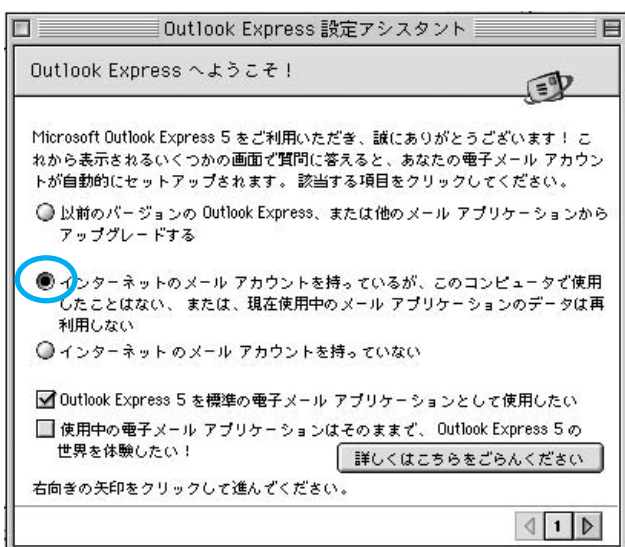 Outlook Express 設定アシスタント
Outlook Express へようこそ！
Microsoft Outlook Express 5 をご利用いただき、誠にありがとうございます！ こ
れから表示されるいくつかの画面で質問に答えると、あなたの電子メール アカウン
トが自動的にセットアップされます。 該当する項目をクリックしてください。
以前のバージョンの Outlook Express、または他のメール アプリケーションから
アップグレードする
インターネットのメール アカウントを持っているが、このコンピュータで使用
したことはない、 または、現在使用中のメール アプリケーションのデータは再
利用しない
インターネットのメール アカウントを持っていない
Outlook Express 5 を標準の電子メール アプリケーションとして使用したい
使用中の電子メール アプリケーションはそのままで、 Outlook Express 5 の
世界を体験したい！
詳しくはこちらをごらんください
右向きの矢印をクリックして進んでください。
1